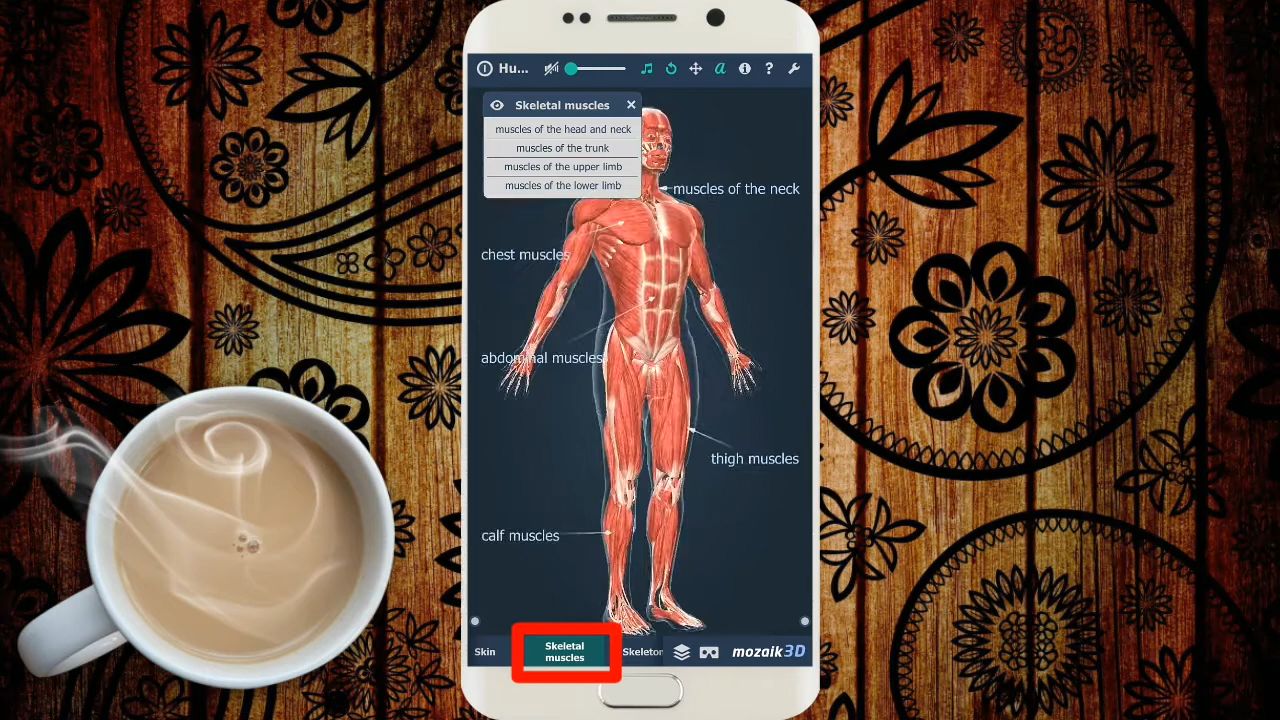 Hu...
Skeletal muscles
muscles of the head and neck
muscles of the trunk
muscles of the upper limb
muscles of the lower limb
muscles of the neck
chest muscles
abdominal muscles
thigh muscles
calf muscles
Skin
Skeletal
muscles
Skeleton
mozaik3D